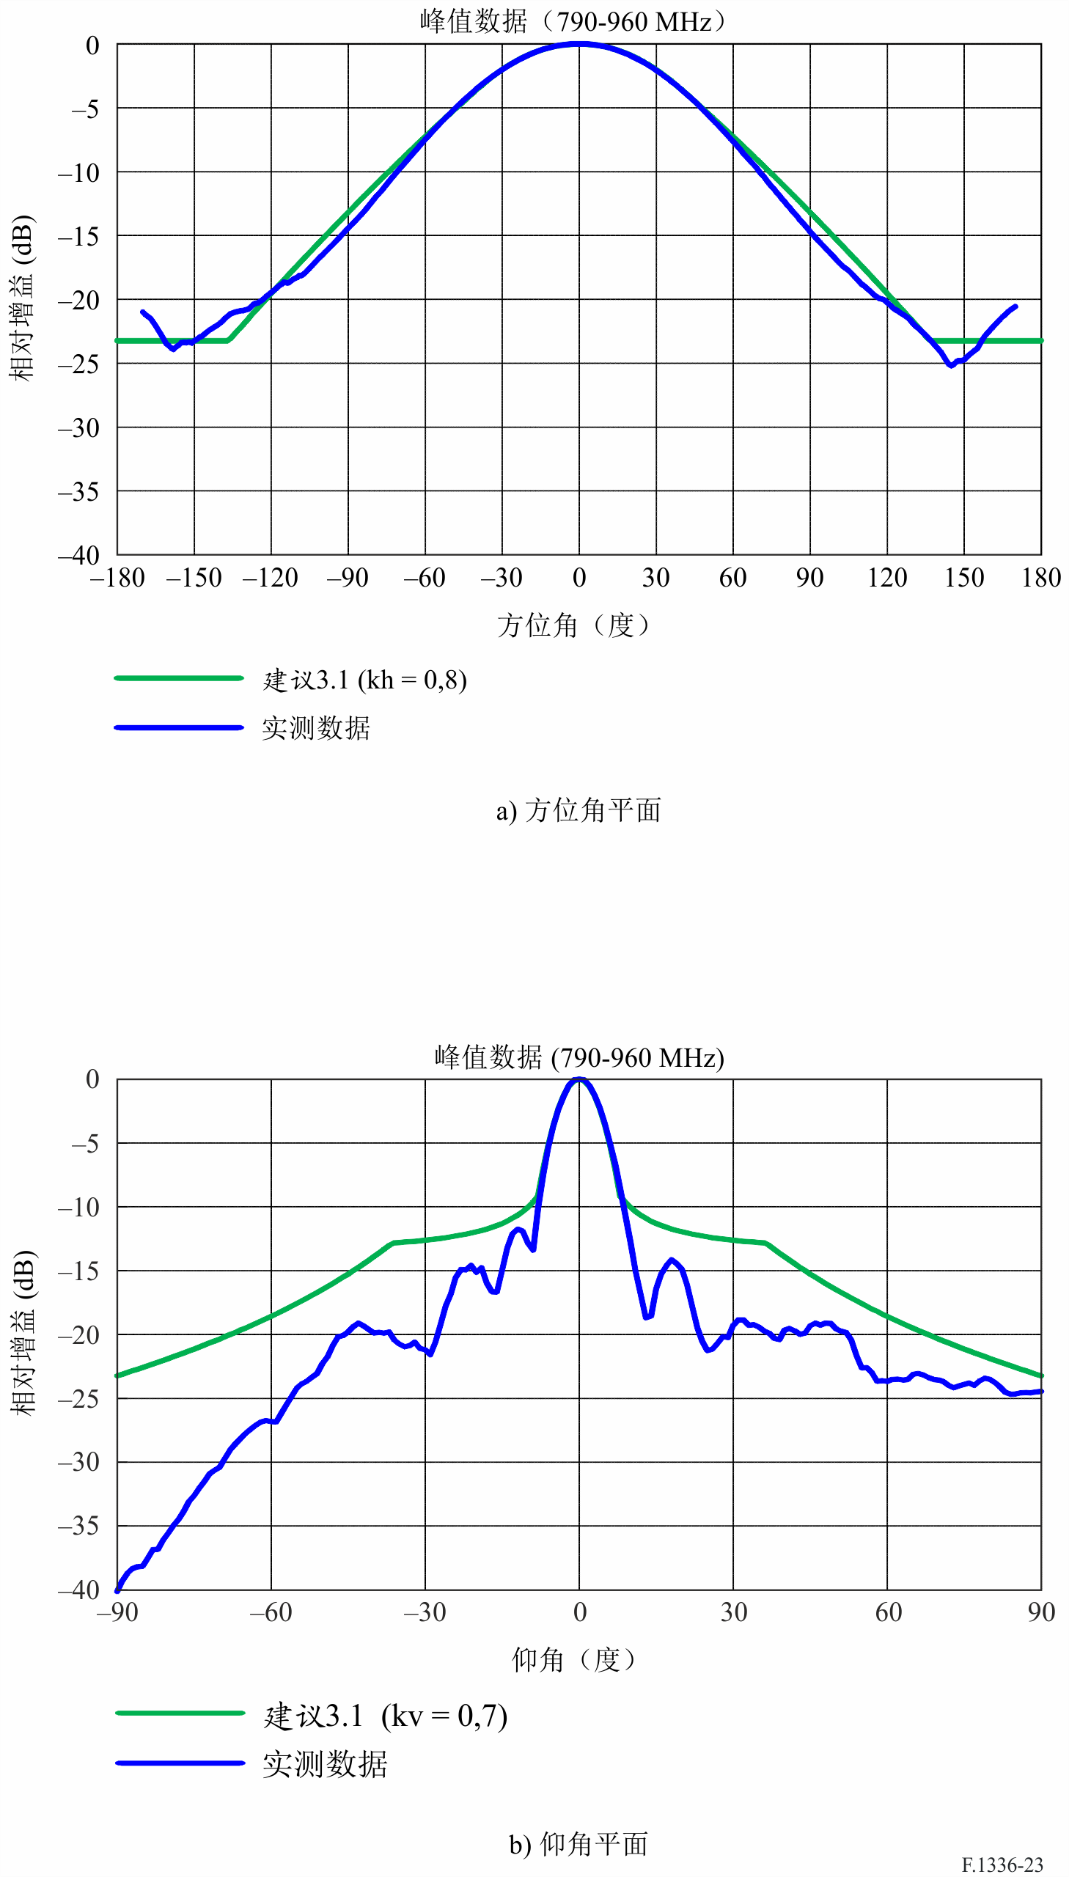 峰值数据（790-960 MHz）
0
–5
–10
–15
–20
–25
–30
–35
–40
相对增益 (dB)
–180 –150 –120 –90 –60 –30 0 30 60 90 120 150 180
方位角（度）
建议3.1 (kh = 0,8)
实测数据
a) 方位角平面
峰值数据 (790-960 MHz)
0
–5
–10
–15
–20
–25
–30
–35
–40
相对增益 (dB)
–90 –60 –30 0 30 60 90
仰角（度）
建议3.1 (kv = 0,7)
实测数据
b) 仰角平面
F.1336-23